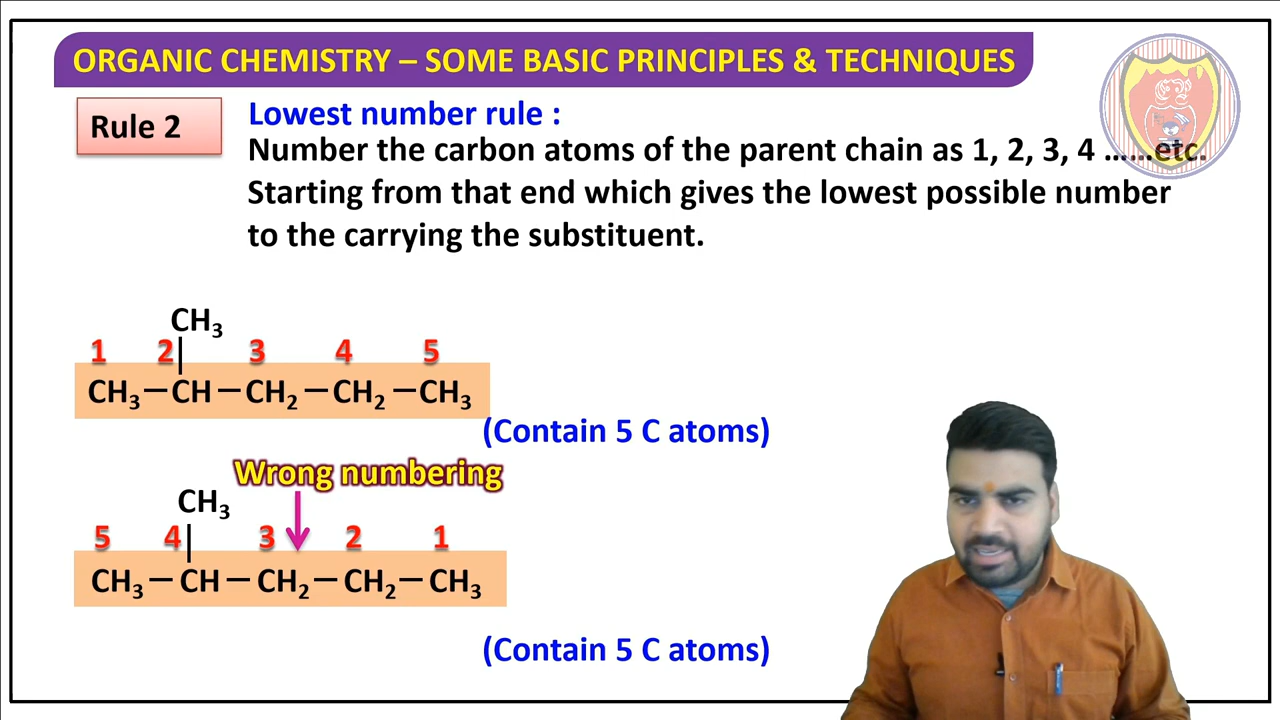 ORGANIC CHEMISTRY – SOME BASIC PRINCIPLES & TECHNIQUES
Rule 2
Lowest number rule :
Number the carbon atoms of the parent chain as 1, 2, 3, 4 ......etc.
Starting from that end which gives the lowest possible number
to the carrying the substituent.
CH₃
1 2 3 4 5
CH₃ – CH – CH₂ – CH₂ – CH₃
(Contain 5 C atoms)
Wrong numbering
CH₃
5 4 3 2 1
CH₃ – CH – CH₂ – CH₂ – CH₃
(Contain 5 C atoms)